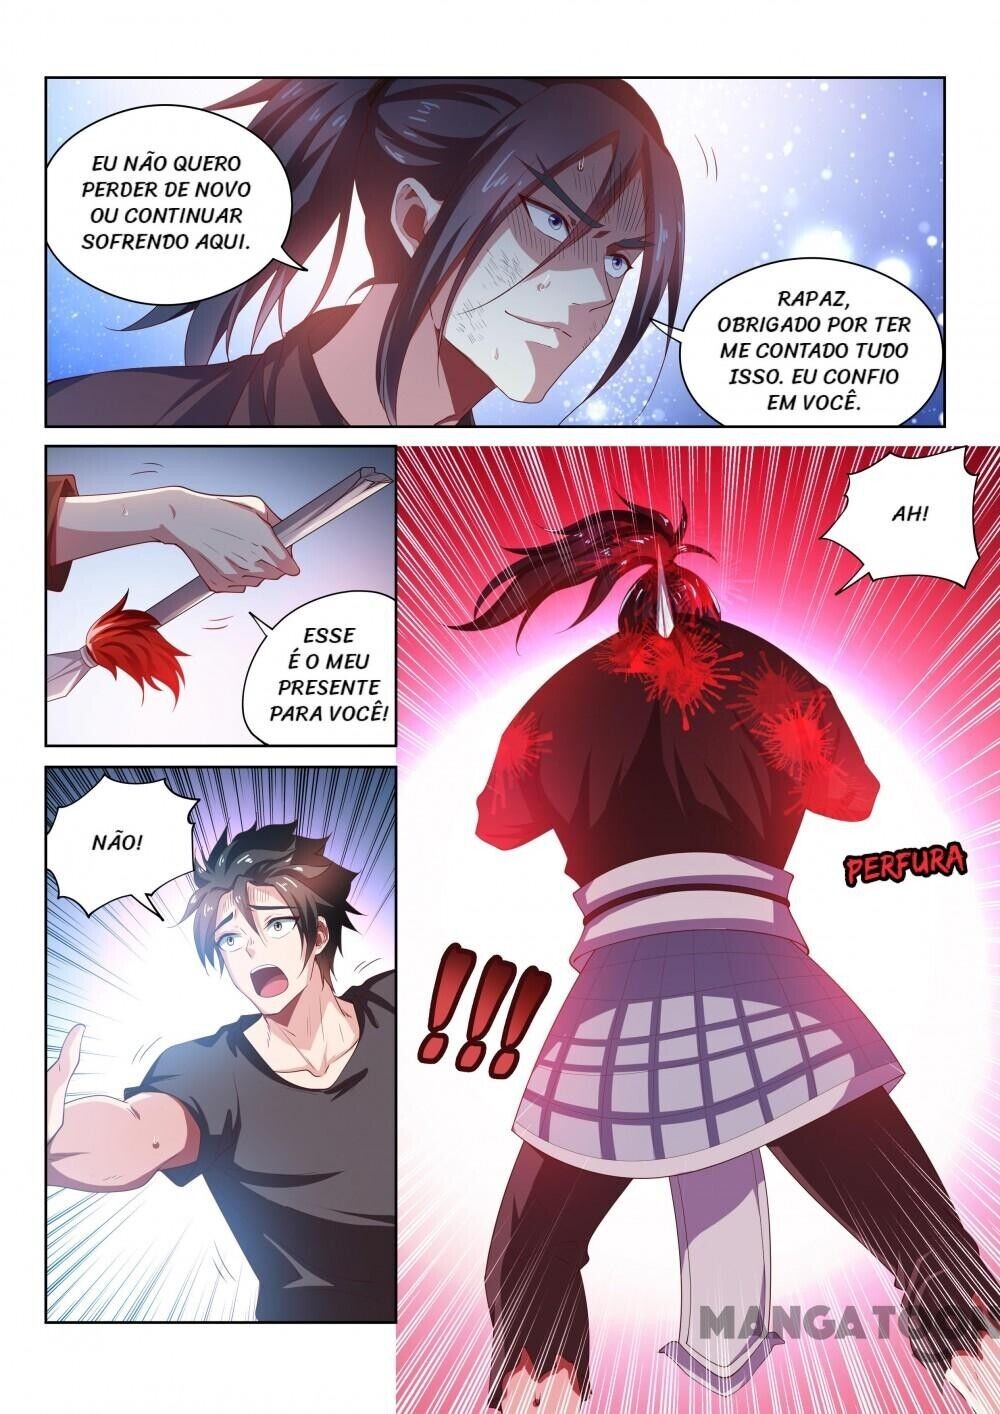 EU NÃO QUERO
PERDER DE NOVO
OU CONTINUAR
SOFRENDO AQUI.
RAPAZ,
OBRIGADO POR TER
ME CONTADO TUDO
ISSO. EU CONFIO
EM VOCÊ.
ESSE
É O MEU
PRESENTE
PARA VOCÊ!
AH!
NÃO!
PERFURA
!!!
MANGATOON